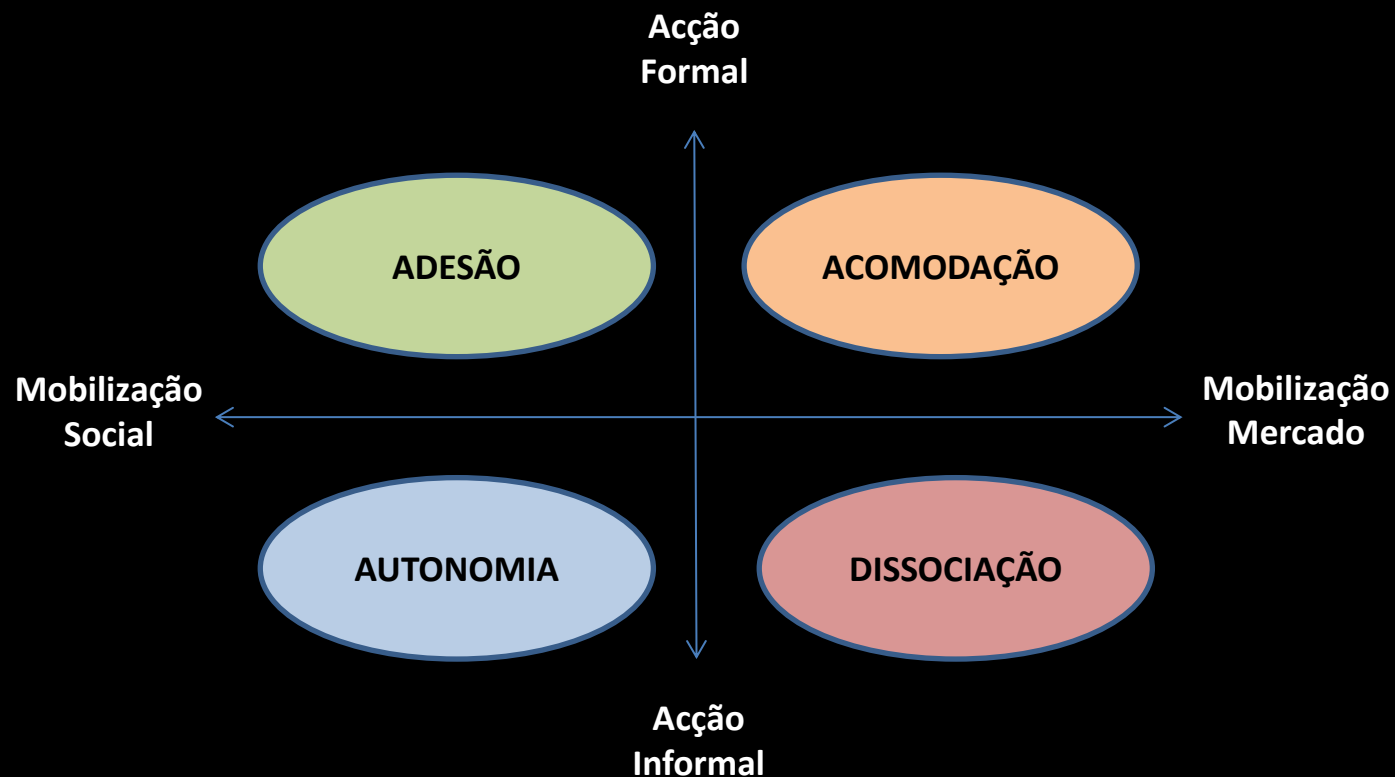 Acção
Formal
ADESÃO
ACOMODAÇÃO
Mobilização
Social
Mobilização
Mercado
AUTONOMIA
DISSOCIAÇÃO
Acção
Informal